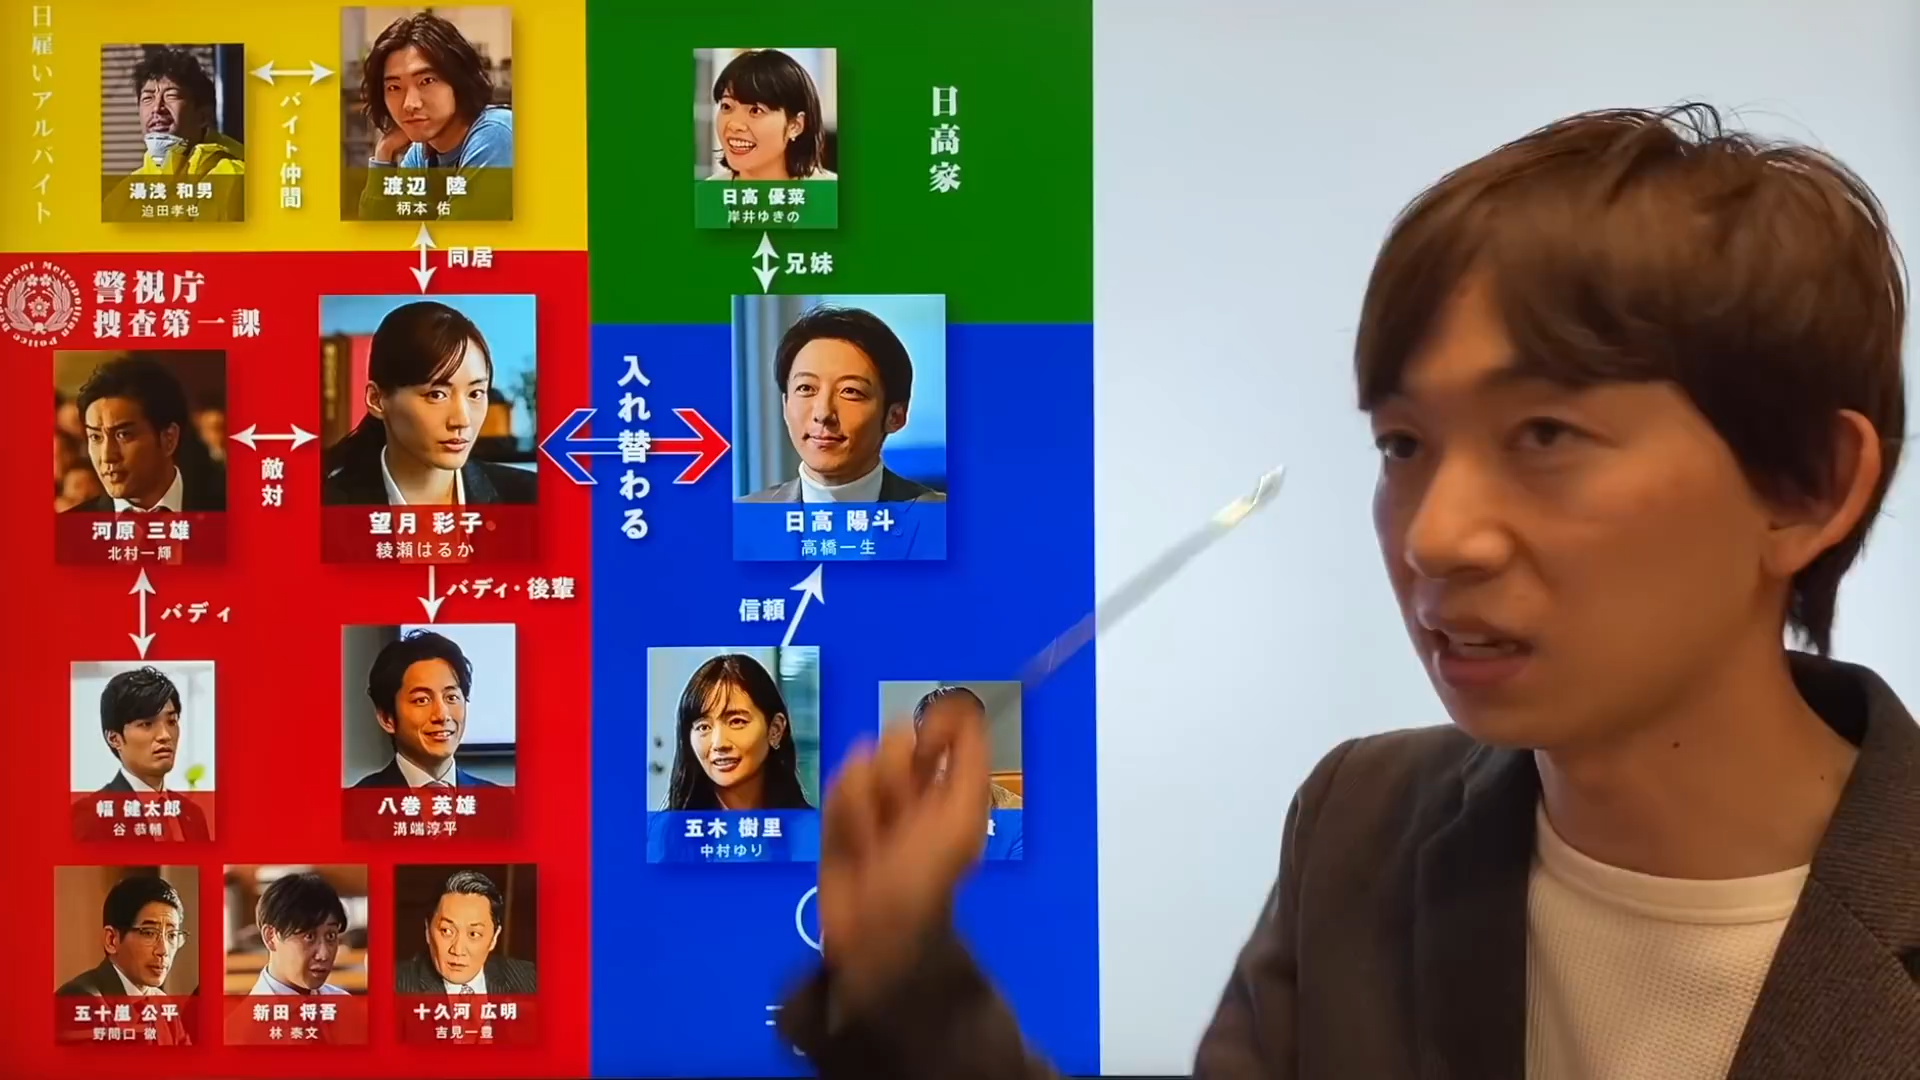 日雇いアルバイト
湯浅 和男
迫田孝也
バイト仲間
渡辺 陸
柄本 佑
日高 優菜
岸井ゆきの
日高家
同居
兄妹
Metropolitan Police
警視庁
捜査第一課
河原 三雄
北村一輝
敵対
望月 彩子
綾瀬はるか
入れ替わる
日高 陽斗
高橋一生
バディ
バディ・後輩
信頼
幅 健太郎
谷 恭輔
八巻 英雄
溝端淳平
五木 樹里
中村ゆり
五十嵐 公平
野間口 徹
新田 将吾
林 泰文
十久河 広明
吉見一豊